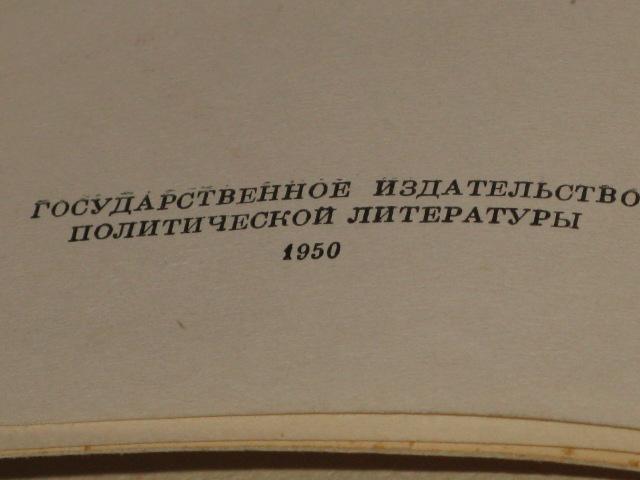 ГОСУДАРСТВЕННОЕ ИЗДАТЕЛЬСТВО
ПОЛИТИЧЕСКОЙ ЛИТЕРАТУРЫ
1950